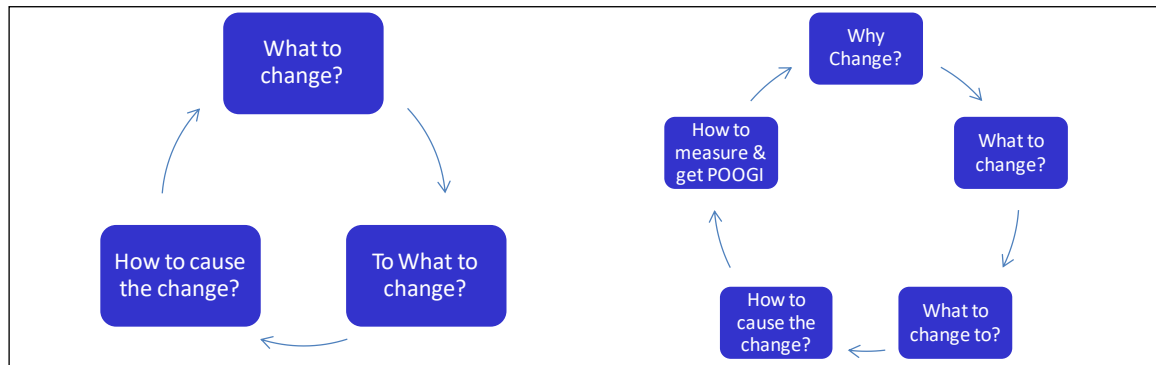 What to
change?
To What to
change?
How to cause
the change?
Why
Change?
What to
change?
What to
change to?
How to
cause the
change?
How to
measure &
get POOGI